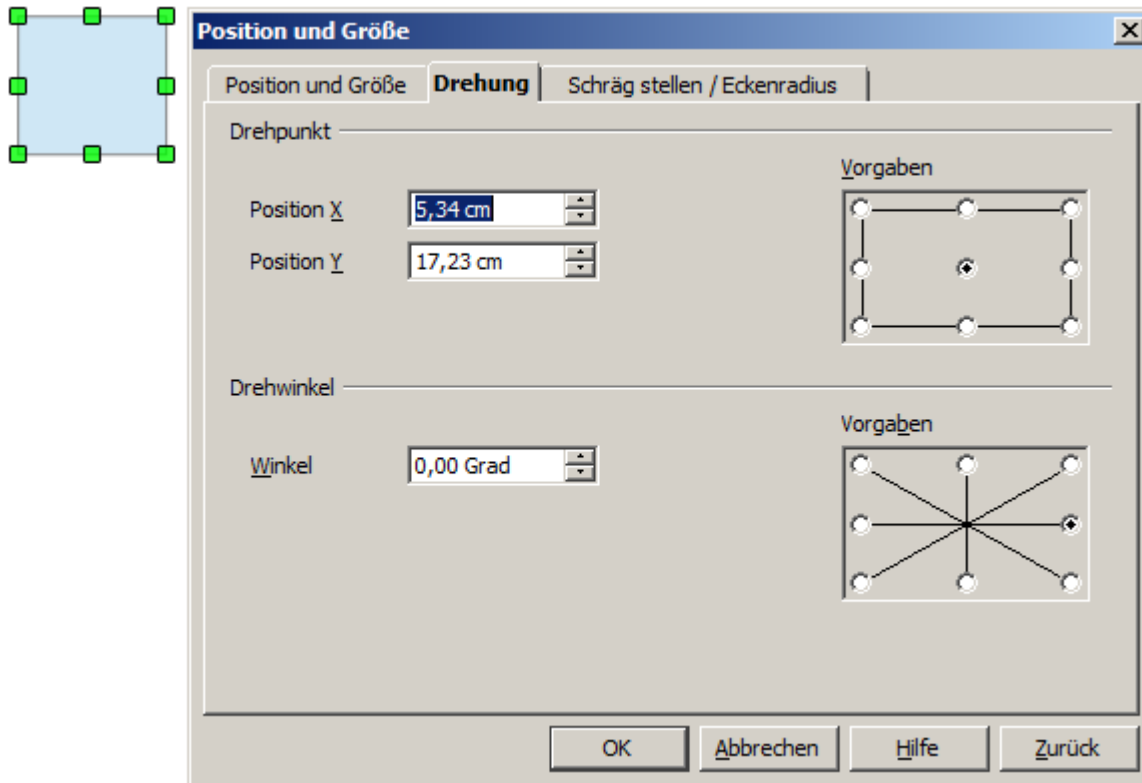 Position und Größe
Position und Größe Drehung Schräg stellen / Eckenradius
Drehpunkt
Vorgaben
Position X 5,34 cm
Position Y 17,23 cm
Drehwinkel
Vorgaben
Winkel 0,00 Grad
OK Abbrechen Hilfe Zurück